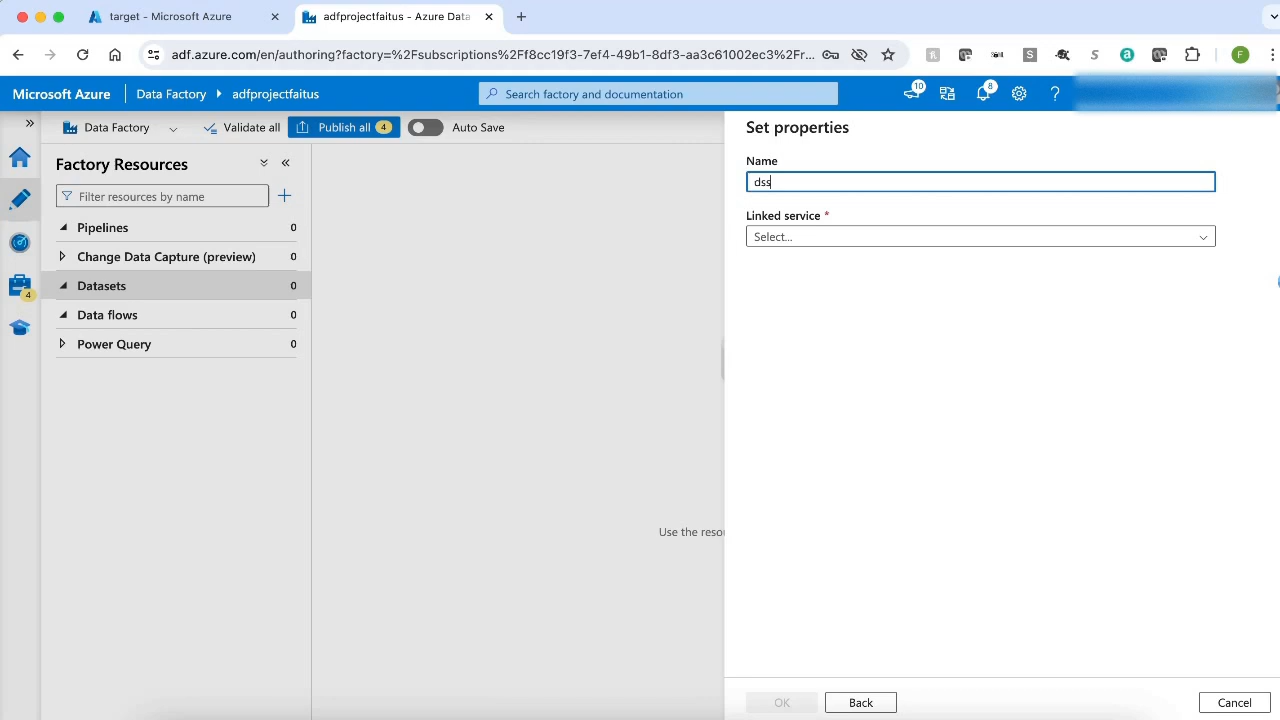 target - Microsoft Azure
adfprojectfaitus - Azure Data
adf.azure.com/en/authoring?factory=%2Fsubscriptions%2Ff8cc19f3-7ef4-49b1-8df3-aa3c61002ec3%2Fr...
F
Microsoft Azure
Data Factory
adfprojectfaitus
Search factory and documentation
10
8
Data Factory
Validate all
Publish all
4
Auto Save
Factory Resources
Filter resources by name
Pipelines 0
Change Data Capture (preview) 0
Datasets 0
Data flows 0
Power Query 0
4
Use the resou
Set properties
Name
dss
Linked service *
Select...
OK
Back
Cancel